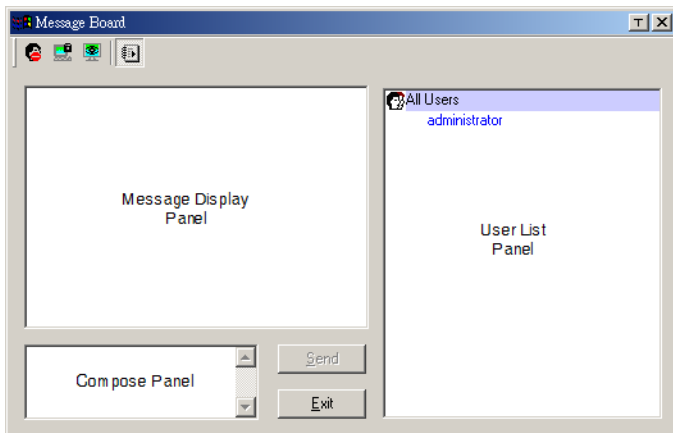 Message Board
T
Message Display
Panel
All Users
administrator
User List
Panel
Compose Panel
Send
Exit